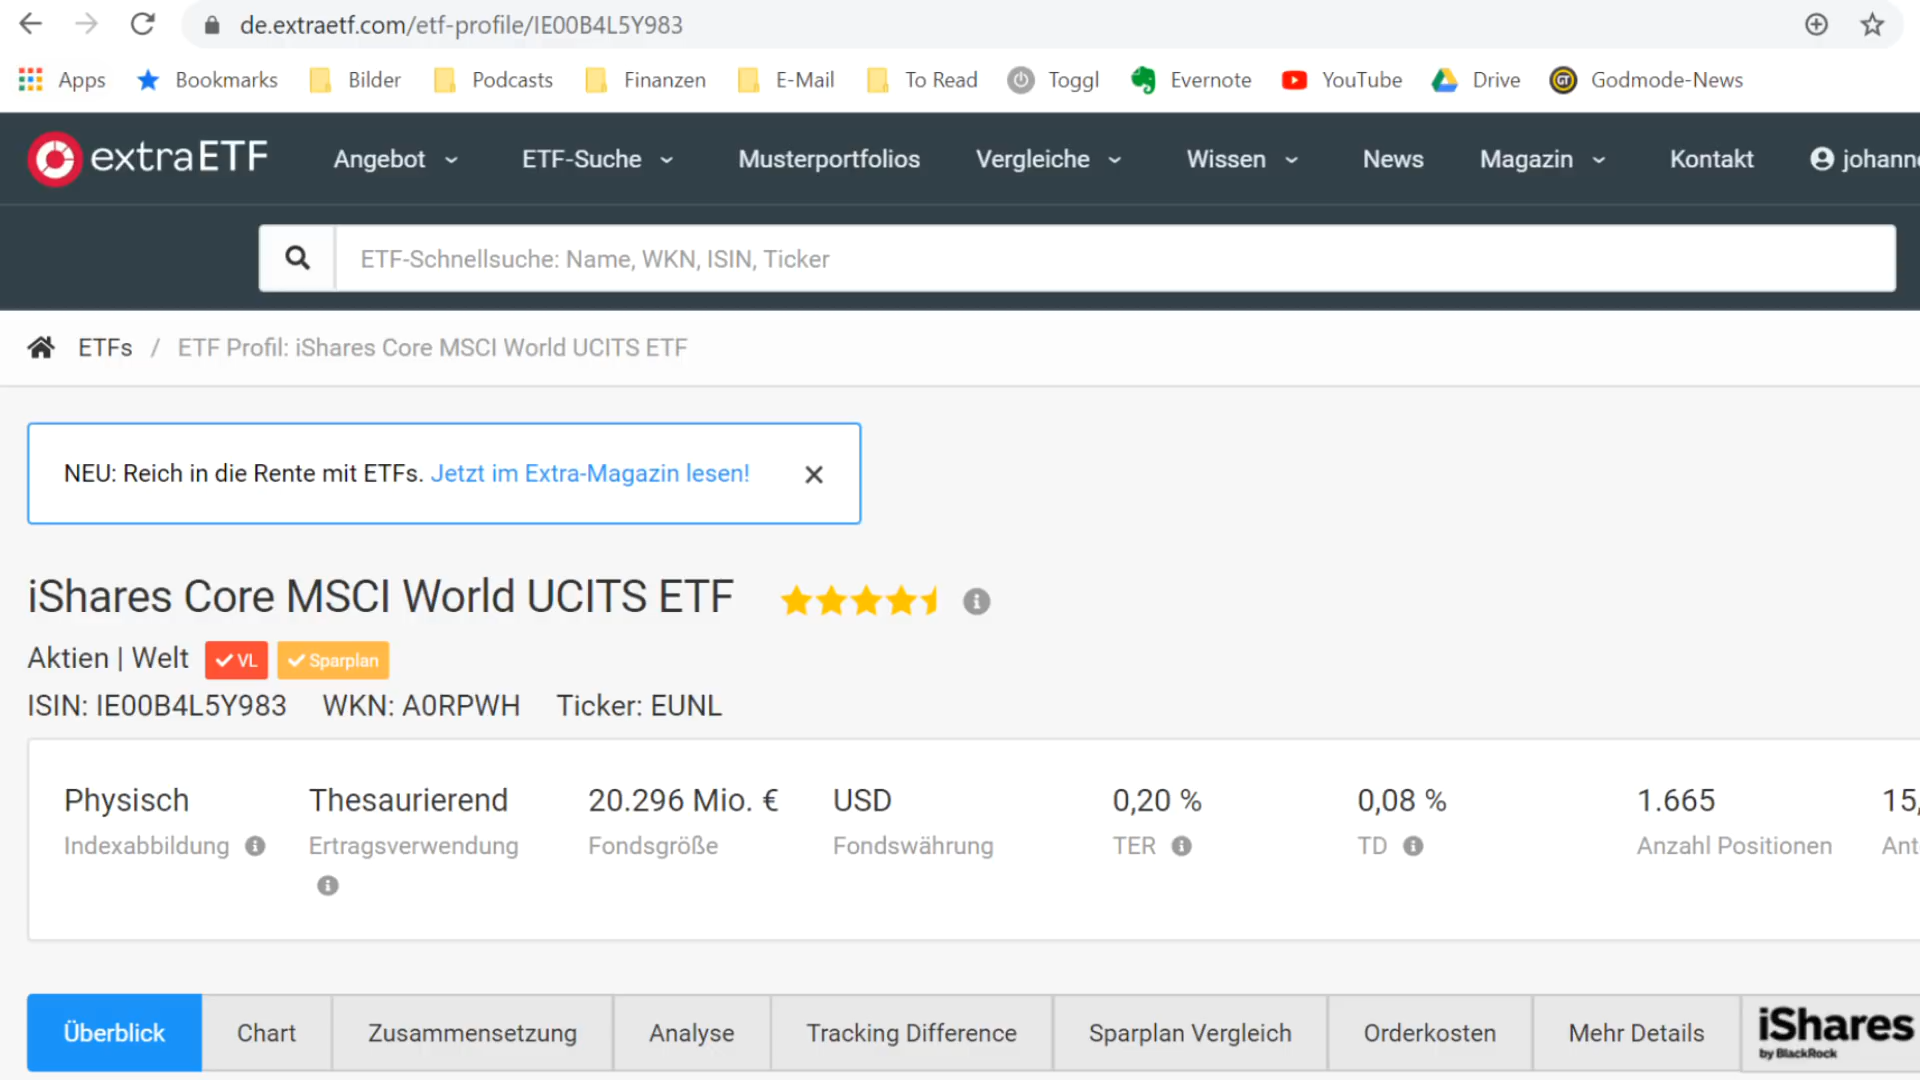 de.extraetf.com/etf-profile/IE00B4L5Y983
Apps Bookmarks Bilder Podcasts Finanzen E-Mail To Read Toggl Evernote YouTube Drive Godmode-News
extraETF Angebot ETF-Suche Musterportfolios Vergleiche Wissen News Magazin Kontakt johann
ETF-Schnellsuche: Name, WKN, ISIN, Ticker
ETFs / ETF Profil: iShares Core MSCI World UCITS ETF
NEU: Reich in die Rente mit ETFs. Jetzt im Extra-Magazin lesen!
iShares Core MSCI World UCITS ETF
Aktien | Welt VL Sparplan
ISIN: IE00B4L5Y983 WKN: A0RPWH Ticker: EUNL
Physisch Thesaurierend 20.296 Mio. € USD 0,20 % 0,08 % 1.665 15,
Indexabbildung Ertragsverwendung Fondsgröße Fondswährung TER TD Anzahl Positionen Ant
Überblick Chart Zusammensetzung Analyse Tracking Difference Sparplan Vergleich Orderkosten Mehr Details iShares
by BlackRock